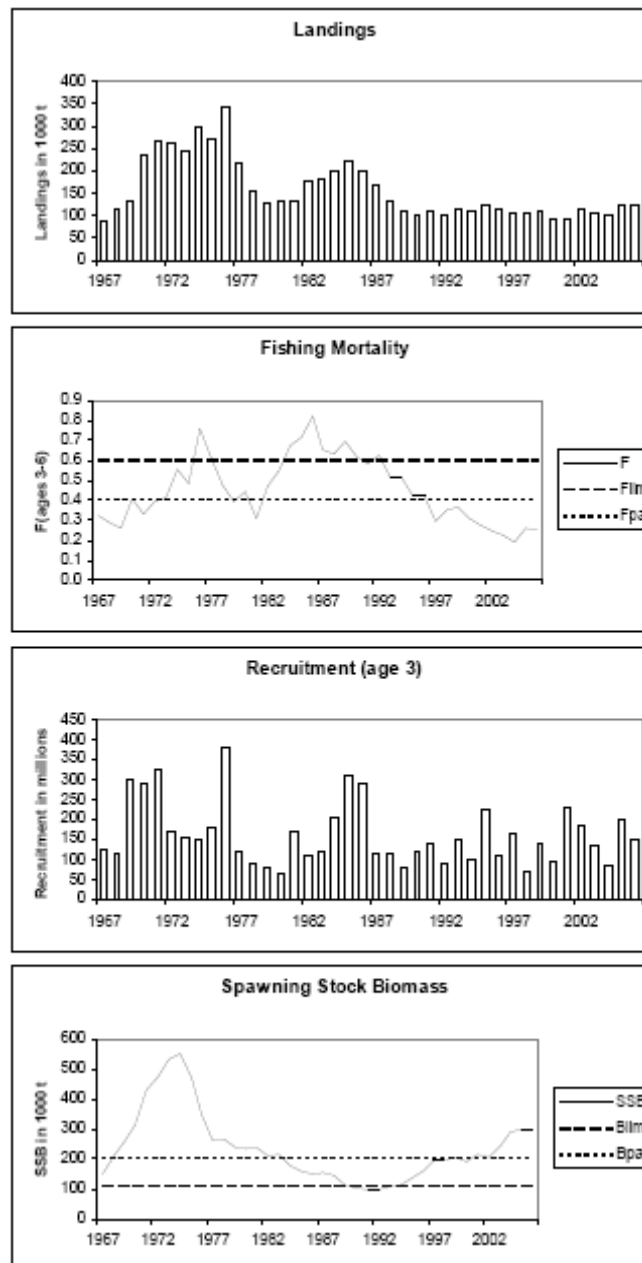 Landings
Landings in 1000 t
400
350
300
250
200
150
100
50
0
1967 1972 1977 1982 1987 1992 1997 2002
Fishing Mortality
F(ages 3-6)
0.9
0.8
0.7
0.6
0.5
0.4
0.3
0.2
0.1
0.0
1967 1972 1977 1982 1987 1992 1997 2002
F
Flim
Fpa
Recruitment (age 3)
Recruitment in millions
450
400
350
300
250
200
150
100
50
0
1967 1972 1977 1982 1987 1992 1997 2002
Spawning Stock Biomass
SSB in 1000 t
600
500
400
300
200
100
0
1967 1972 1977 1982 1987 1992 1997 2002
SSB
Blim
Bpa